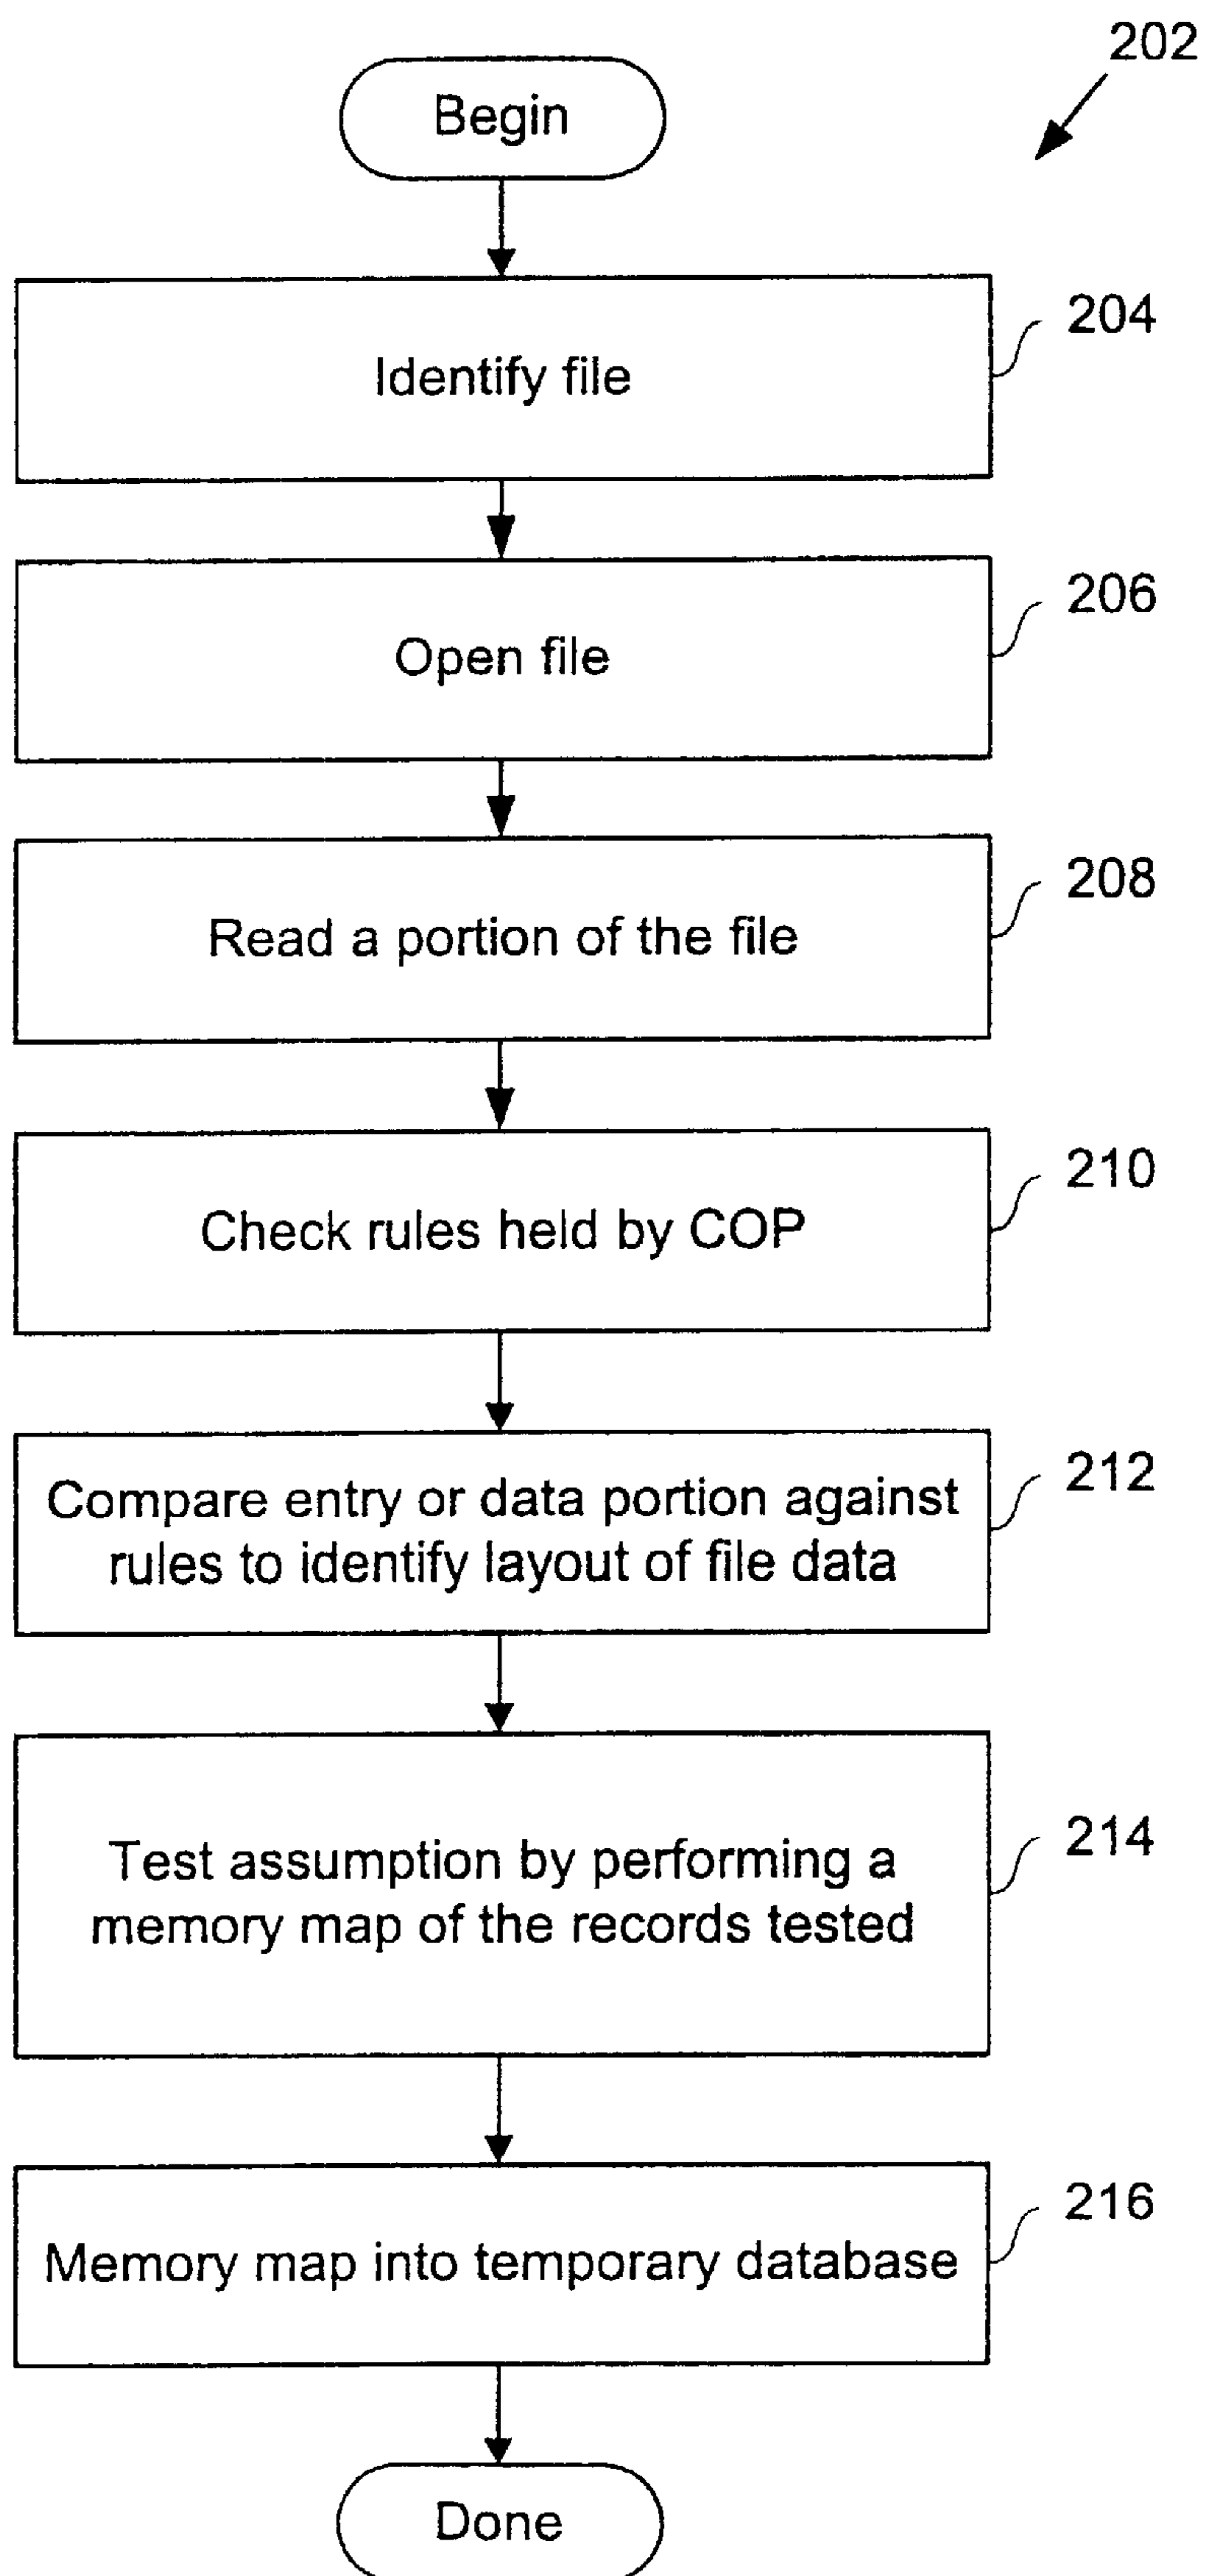 202
Begin
204
Identify file
206
Open file
208
Read a portion of the file
210
Check rules held by COP
212
Compare entry or data portion against
rules to identify layout of file data
214
Test assumption by performing a
memory map of the records tested
216
Memory map into temporary database
Done